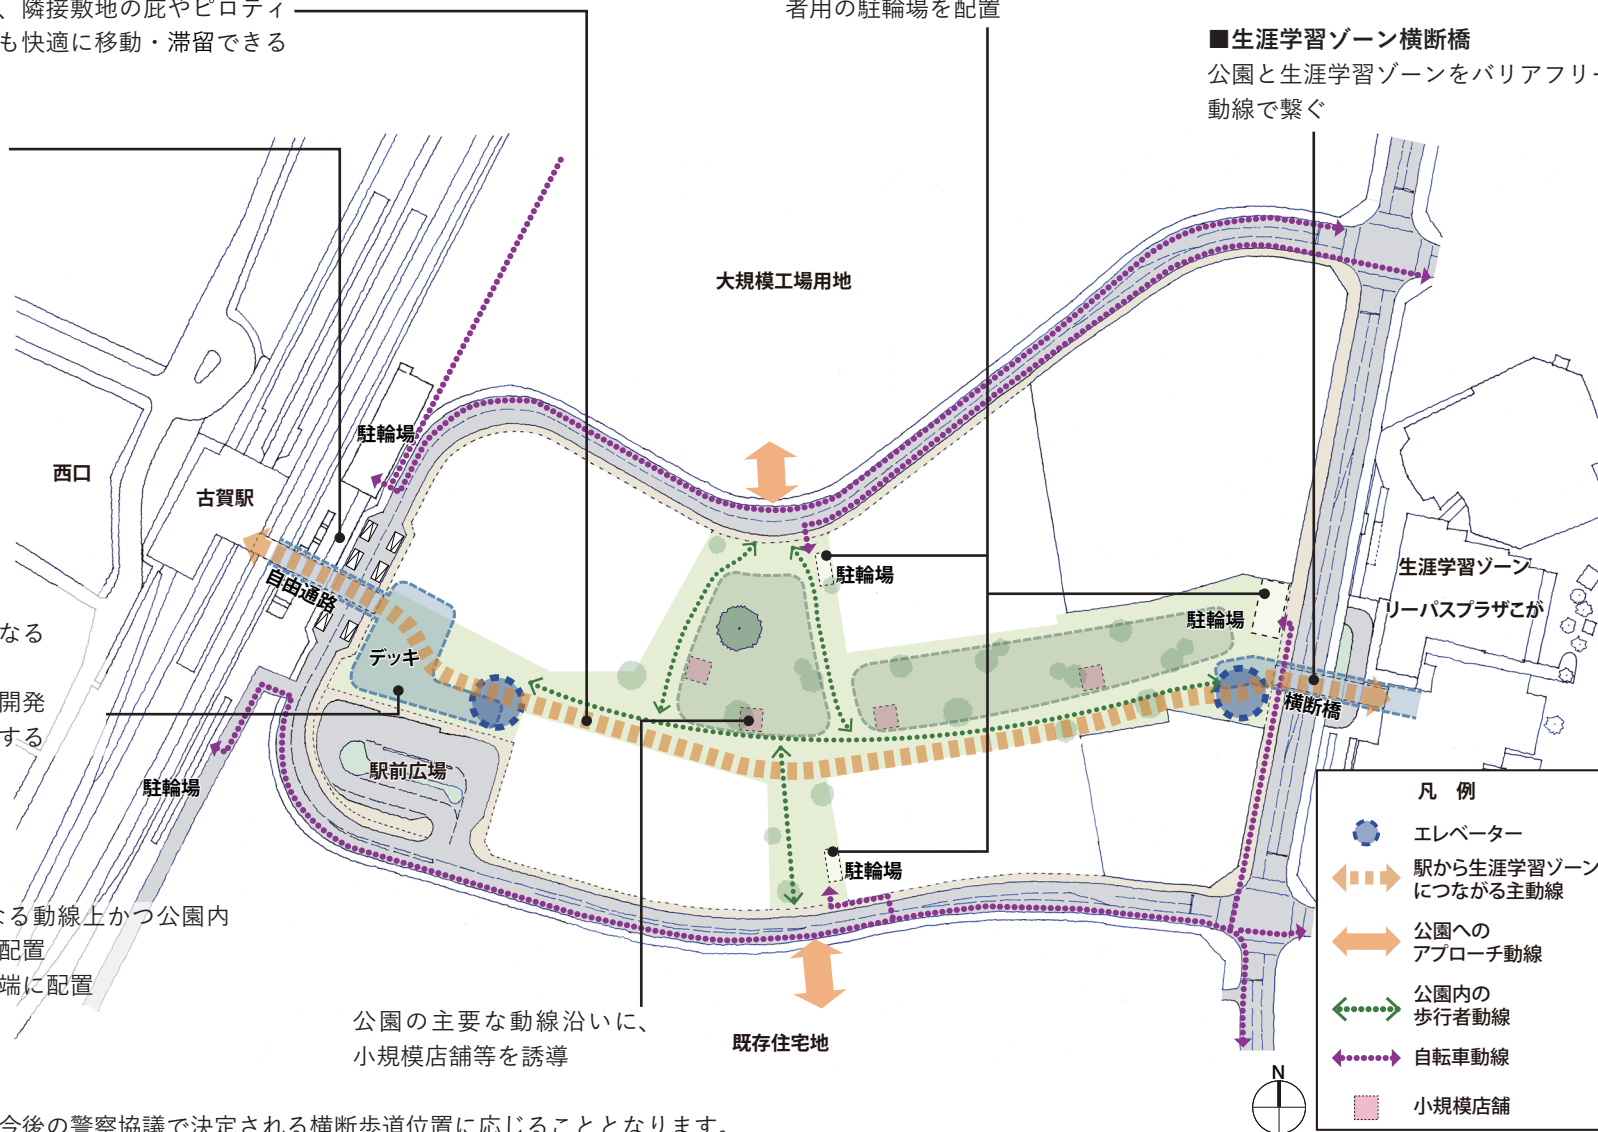 、隣接敷地の庇やピロティ
も快適に移動・滞留できる
者用の駐輪場を配置
■生涯学習ゾーン横断橋
公園と生涯学習ゾーンをバリアフリー
動線で繋ぐ
大規模工場用地
駐輪場
西口
古賀駅
自由通路
デッキ
駐輪場
駐輪場
生涯学習ゾーン
リーパスプラザこが
横断橋
なる
開発
する
駅前広場
駐輪場
駐輪場
なる動線上かつ公園内
配置
端に配置
公園の主要な動線沿いに、
小規模店舗等を誘導
既存住宅地
凡 例
エレベーター
駅から生涯学習ゾーン
につながる主動線
公園への
アプローチ動線
公園内の
歩行者動線
自転車動線
小規模店舗
N
今後の警察協議で決定される横断歩道位置に応じることとなります。